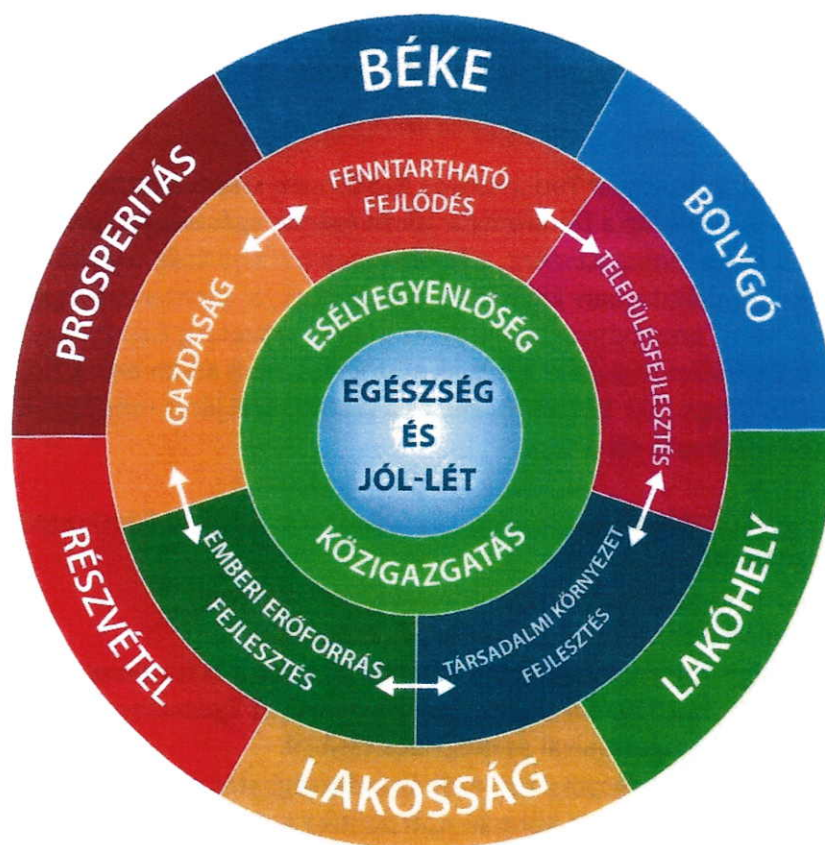 BÉKE
BOLYGÓ
LAKÓHELY
LAKOSSÁG
RÉSZVÉTEL
PROSPERITÁS
FENNTARTHATÓ
FEJLŐDÉS
TELEPÜLÉSFEJLESZTÉS
TÁRSADALMI KÖRNYEZET
FEJLESZTÉS
EMBERI ERŐFORRÁS
FEJLESZTÉS
GAZDASÁG
ESÉLYEGYENLŐSÉG
KÖZIGAZGATÁS
EGÉSZSÉG
ÉS
JÓL-LÉT